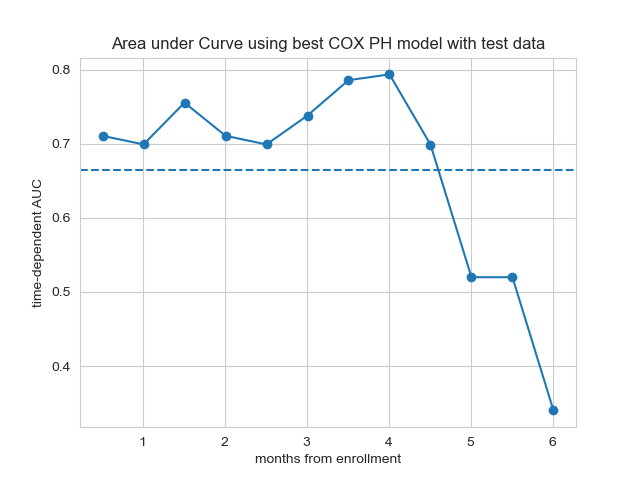 Area under Curve using best COX PH model with test data
0.8
0.7
0.6
0.5
0.4
time-dependent AUC
1 2 3 4 5 6
months from enrollment